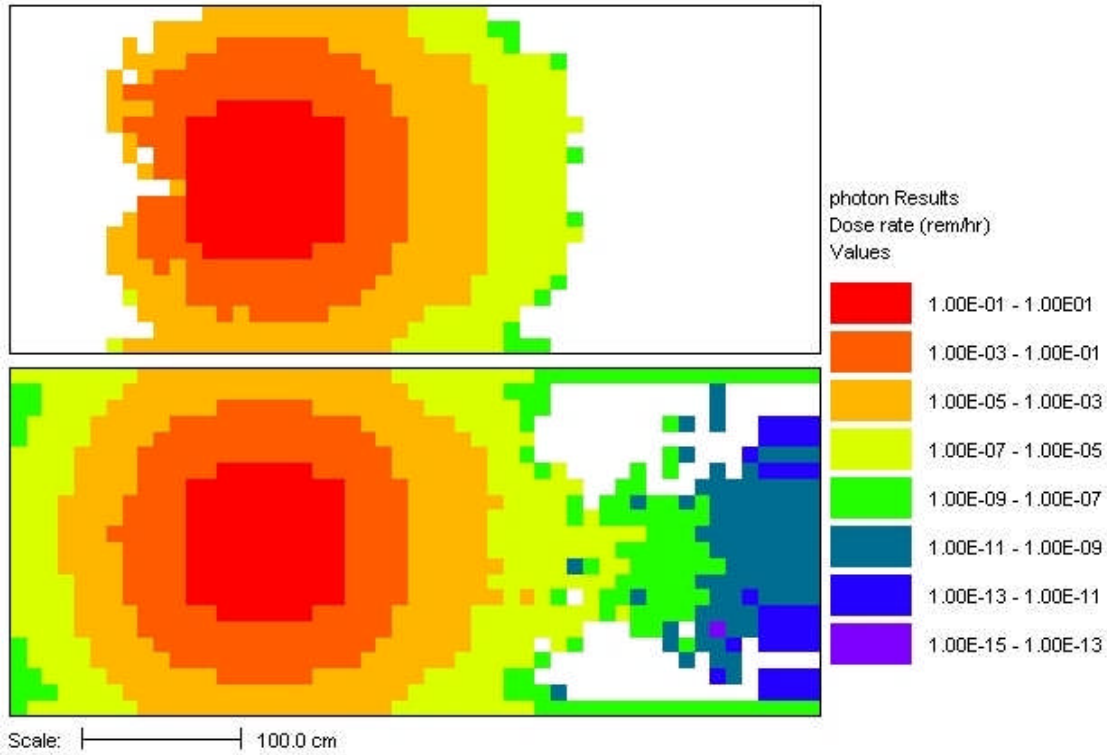 photon Results
Dose rate (rem/hr)
Values
1.00E-01 - 1.00E01
1.00E-03 - 1.00E-01
1.00E-05 - 1.00E-03
1.00E-07 - 1.00E-05
1.00E-09 - 1.00E-07
1.00E-11 - 1.00E-09
1.00E-13 - 1.00E-11
1.00E-15 - 1.00E-13
Scale: 100.0 cm